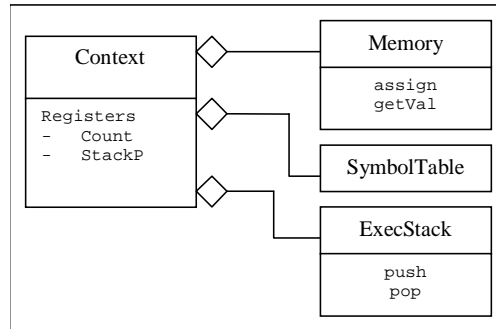 Context
Registers
- Count
- StackP
Memory
assign
getVal
SymbolTable
ExecStack
push
pop